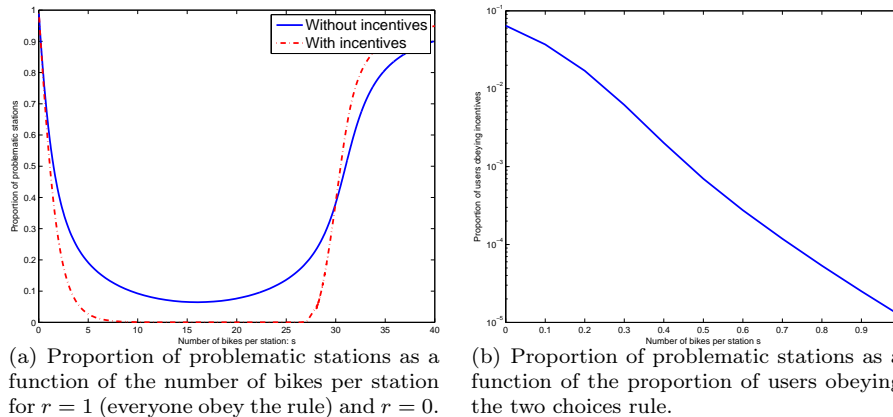 Without incentives
With incentives
Proportion of problematic stations
1
0.9
0.8
0.7
0.6
0.5
0.4
0.3
0.2
0.1
0
0
5
10
15
20
25
30
35
40
Number of bikes per station: s
(a) Proportion of problematic stations as a
function of the number of bikes per station
for r = 1 (everyone obey the rule) and r = 0.
Proportion of users obeying incentives
10⁻¹
10⁻²
10⁻³
10⁻⁴
10⁻⁵
0
0.1
0.2
0.3
0.4
0.5
0.6
0.7
0.8
0.9
Number of bikes per station s
(b) Proportion of problematic stations as a
function of the proportion of users obeying
the two choices rule.